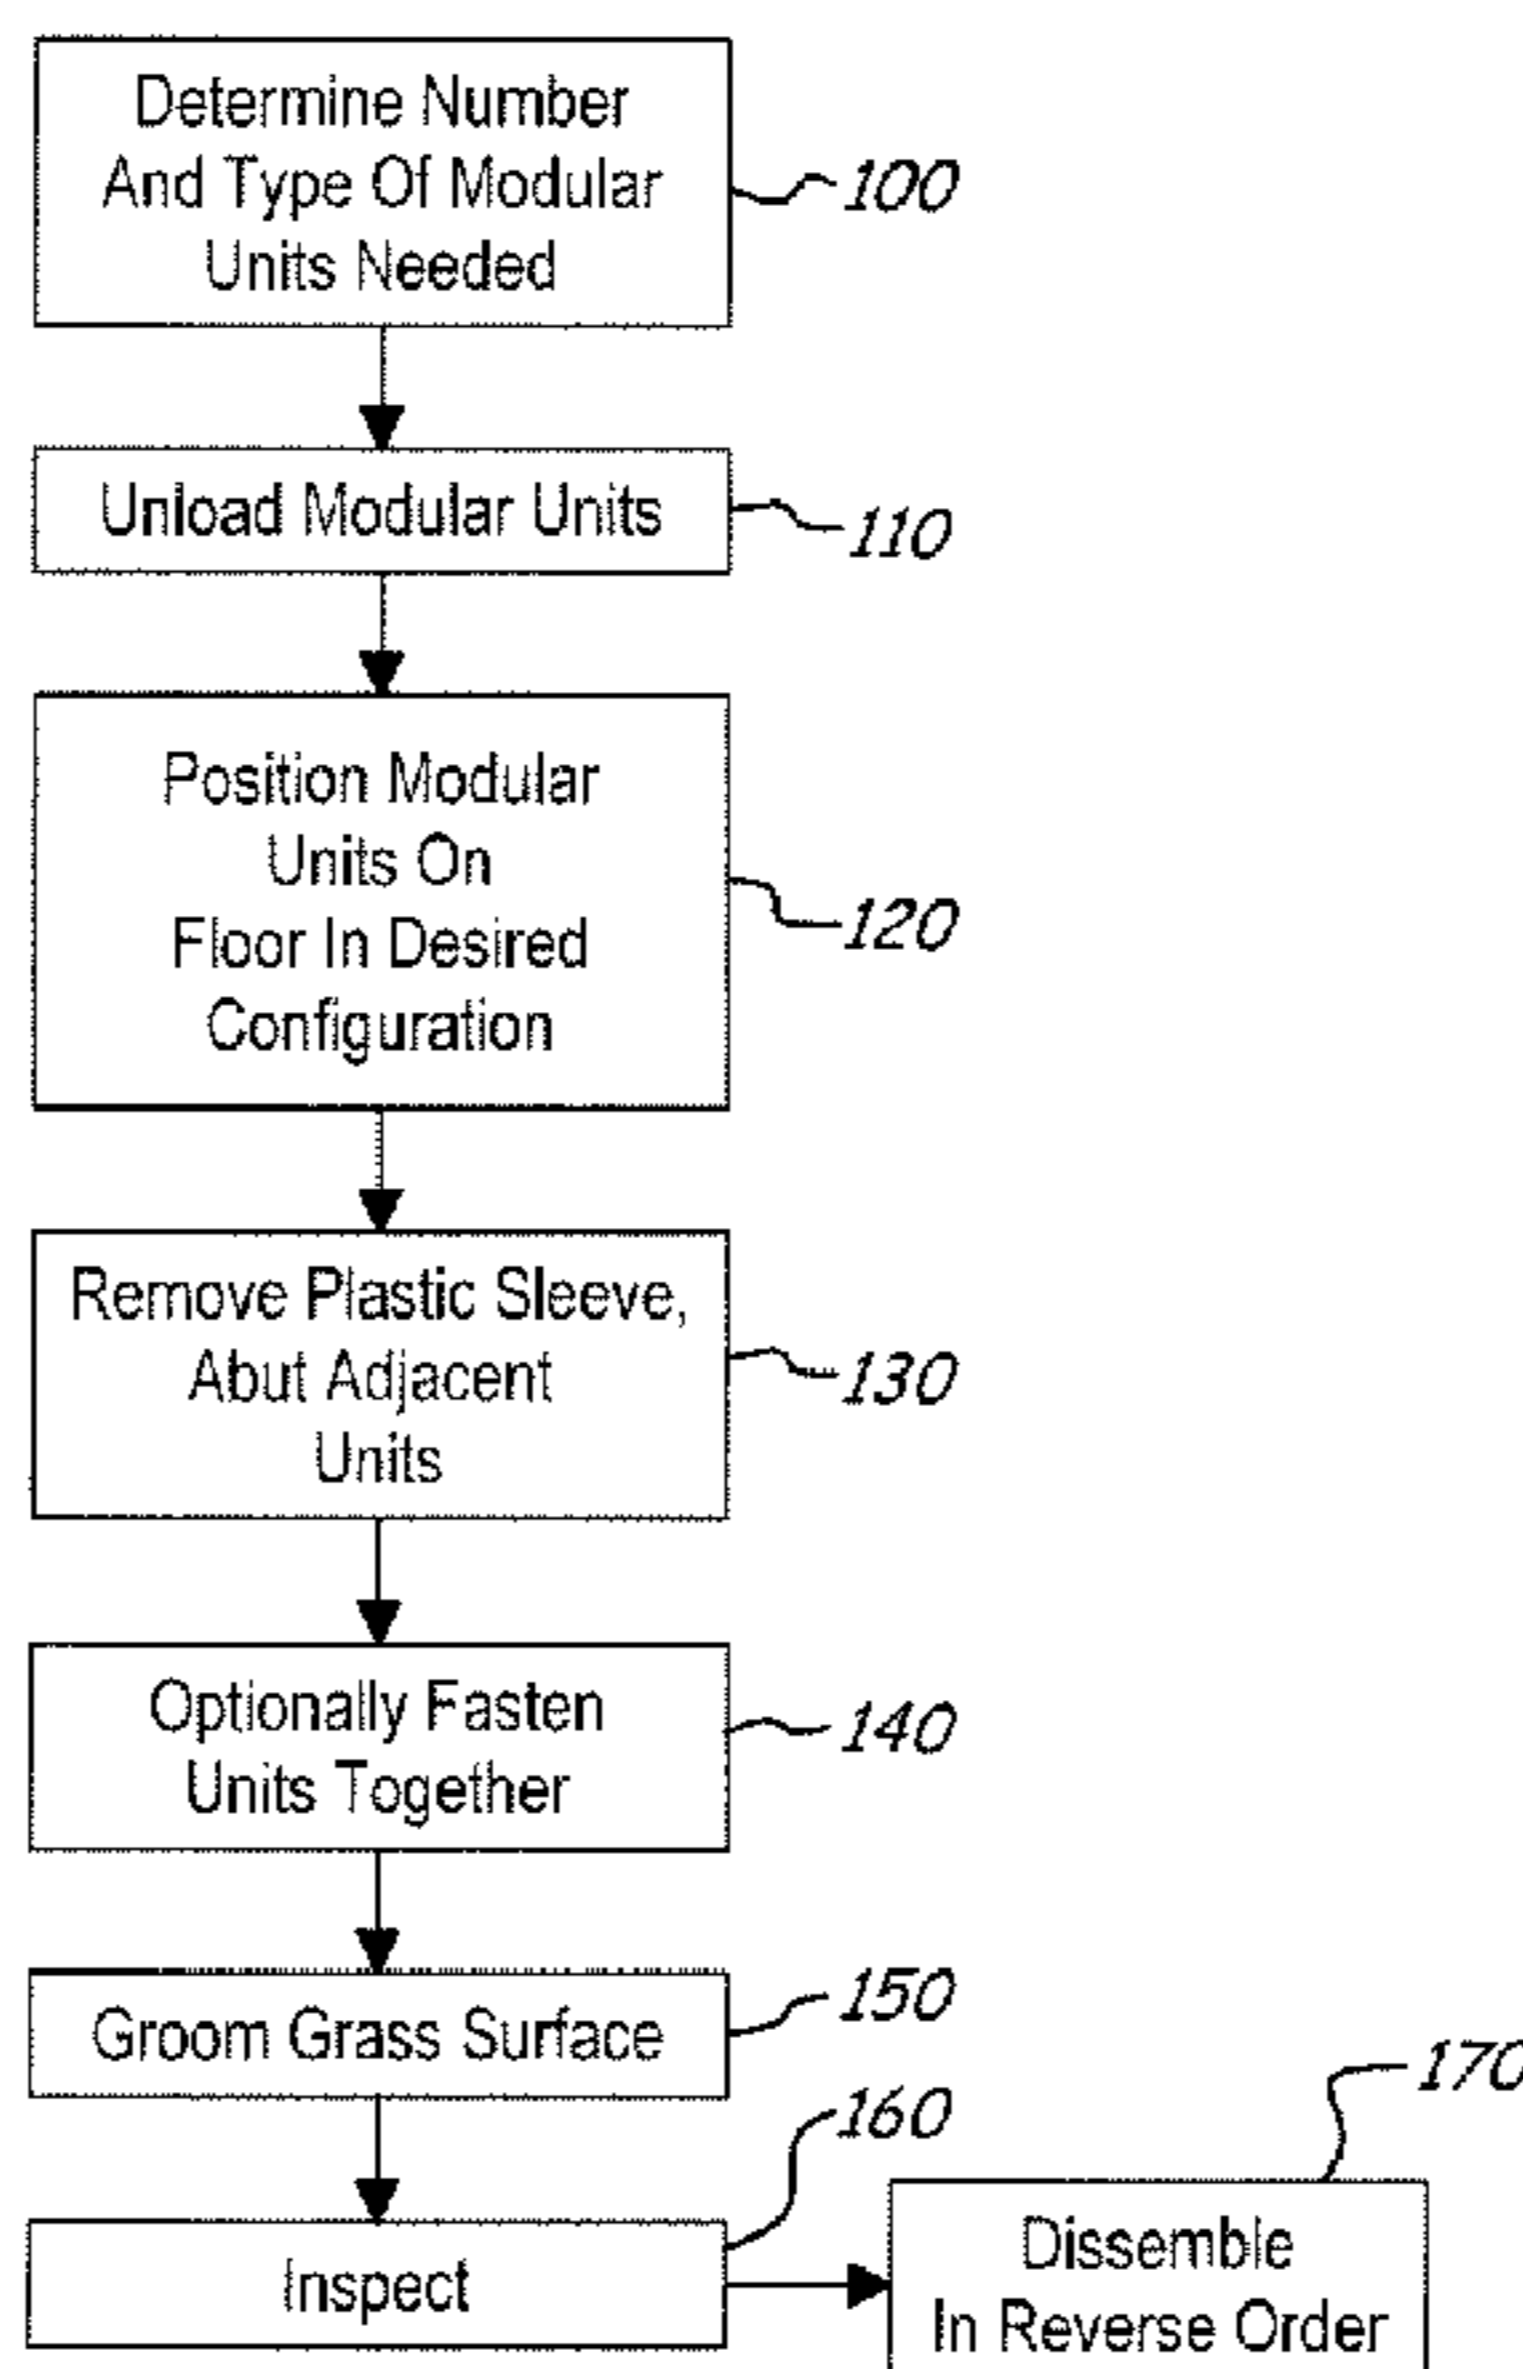 Determine Number
And Type Of Modular
Units Needed
100
Unload Modular Units
110
Position Modular
Units On
Floor In Desired
Configuration
120
Remove Plastic Sleeve,
Abut Adjacent
Units
130
Optionally Fasten
Units Together
140
Groom Grass Surface
150
Inspect
160
Dissemble
In Reverse Order
170